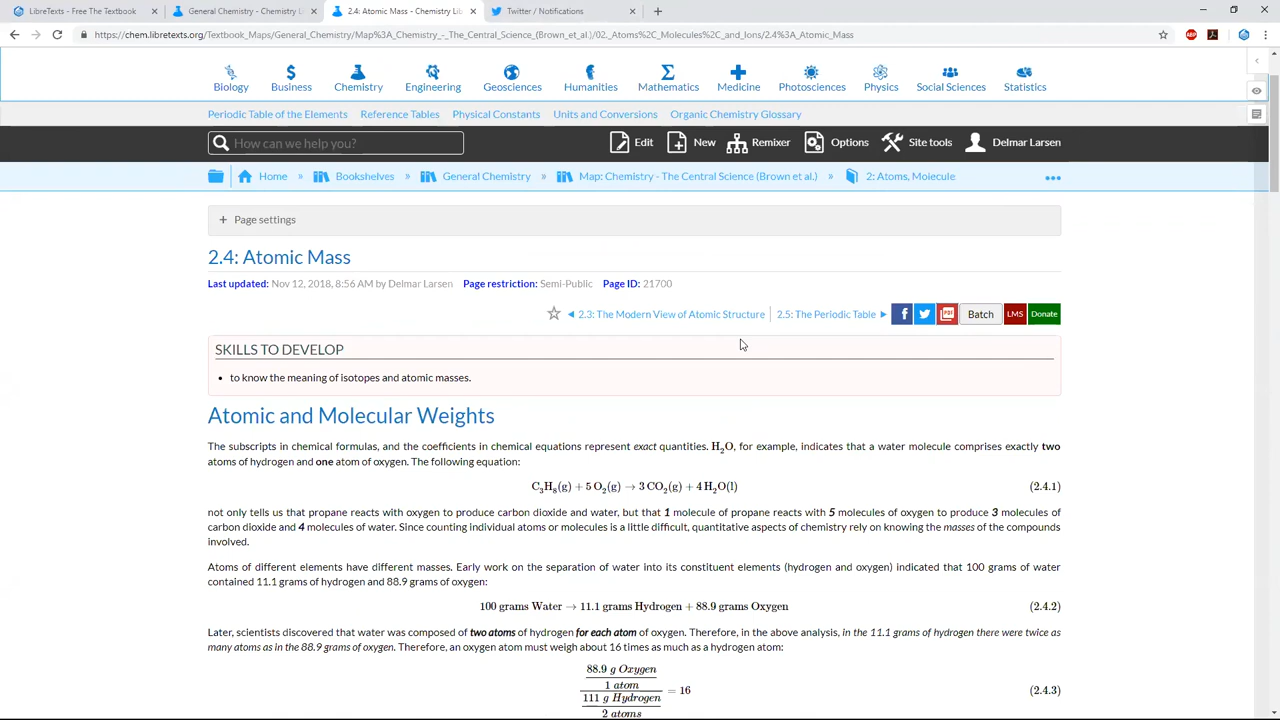 LibreTexts - Free The Textbook
General Chemistry - Chemistry L
2.4: Atomic Mass - Chemistry Lib
Twitter / Notifications
https://chem.libretexts.org/Textbook_Maps/General_Chemistry/Map%3A_Chemistry_-_The_Central_Science_(Brown_et_al.)/02._Atoms%2C_Molecules%2C_and_Ions/2.4%3A_Atomic_Mass
ABP
Biology Business Chemistry Engineering Geosciences Humanities Mathematics Medicine Photosciences Physics Social Sciences Statistics
Periodic Table of the Elements Reference Tables Physical Constants Units and Conversions Organic Chemistry Glossary
How can we help you? Edit New Remixer Options Site tools Delmar Larsen
Home » Bookshelves » General Chemistry » Map: Chemistry - The Central Science (Brown et al.) » 2: Atoms, Molecule •••
+ Page settings
2.4: Atomic Mass
Last updated: Nov 12, 2018, 8:56 AM by Delmar Larsen Page restriction: Semi-Public Page ID: 21700
◀ 2.3: The Modern View of Atomic Structure | 2.5: The Periodic Table ▶ f PDF Batch LMS Donate
SKILLS TO DEVELOP
• to know the meaning of isotopes and atomic masses.
Atomic and Molecular Weights
The subscripts in chemical formulas, and the coefficients in chemical equations represent exact quantities. H₂O, for example, indicates that a water molecule comprises exactly two
atoms of hydrogen and one atom of oxygen. The following equation:
C₃H₈(g) + 5 O₂(g) → 3 CO₂(g) + 4 H₂O(l) (2.4.1)
not only tells us that propane reacts with oxygen to produce carbon dioxide and water, but that 1 molecule of propane reacts with 5 molecules of oxygen to produce 3 molecules of
carbon dioxide and 4 molecules of water. Since counting individual atoms or molecules is a little difficult, quantitative aspects of chemistry rely on knowing the masses of the compounds
involved.
Atoms of different elements have different masses. Early work on the separation of water into its constituent elements (hydrogen and oxygen) indicated that 100 grams of water
contained 11.1 grams of hydrogen and 88.9 grams of oxygen:
100 grams Water → 11.1 grams Hydrogen + 88.9 grams Oxygen (2.4.2)
Later, scientists discovered that water was composed of two atoms of hydrogen for each atom of oxygen. Therefore, in the above analysis, in the 11.1 grams of hydrogen there were twice as
many atoms as in the 88.9 grams of oxygen. Therefore, an oxygen atom must weigh about 16 times as much as a hydrogen atom:
88.9 g Oxygen
1 atom
111 g Hydrogen = 16 (2.4.3)
2 atoms